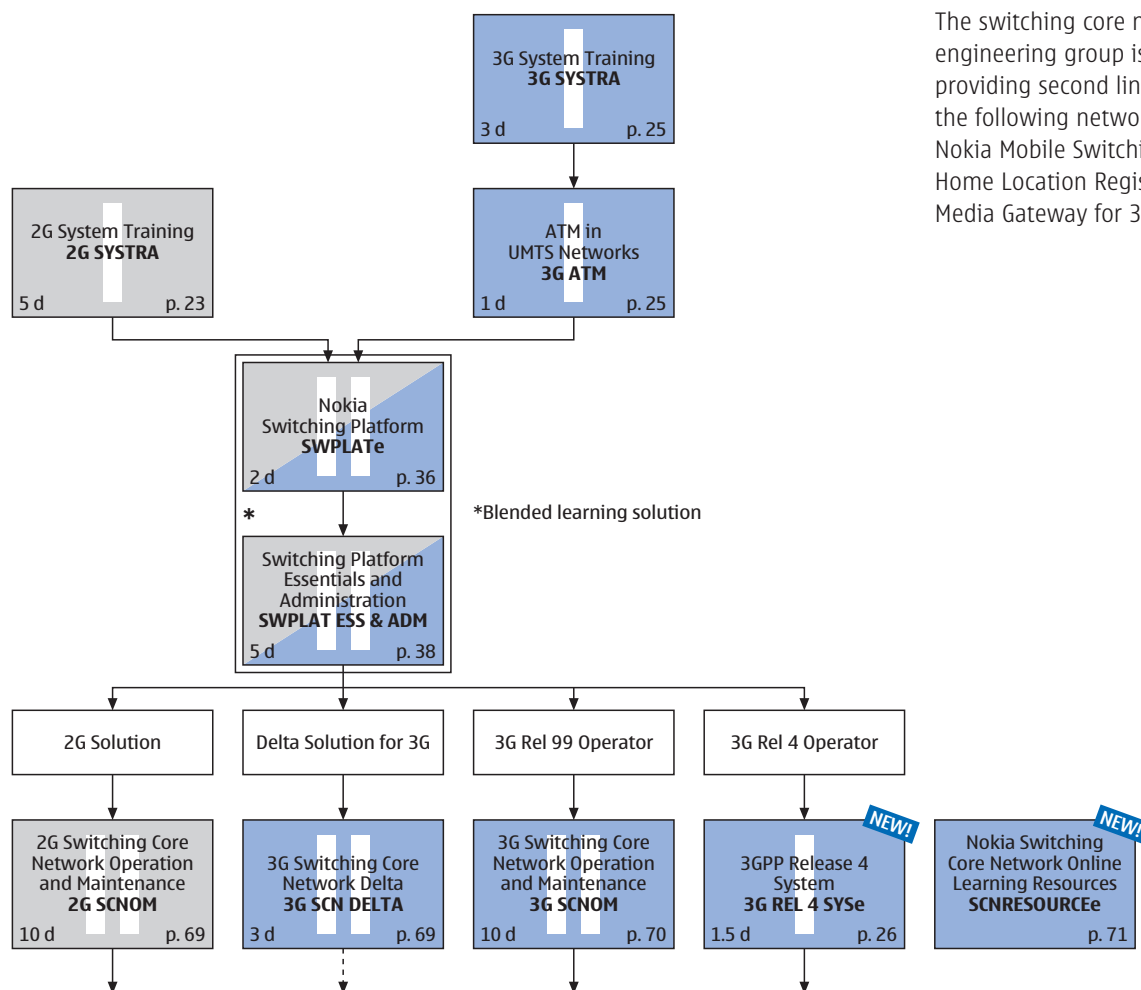 The switching core
engineering group is
providing second lin
the following networ
Nokia Mobile Switchi
Home Location Regis
Media Gateway for 3
3G System Training
3G SYSTRA
3 d p. 25
2G System Training
2G SYSTRA
5 d p. 23
ATM in
UMTS Networks
3G ATM
1 d p. 25
Nokia
Switching Platform
SWPLATe
2 d p. 36
*
*Blended learning solution
Switching Platform
Essentials and
Administration
SWPLAT ESS & ADM
5 d p. 38
2G Solution
Delta Solution for 3G
3G Rel 99 Operator
3G Rel 4 Operator
2G Switching Core
Network Operation
and Maintenance
2G SCNOM
10 d p. 69
3G Switching Core
Network Delta
3G SCN DELTA
3 d p. 69
3G Switching Core
Network Operation
and Maintenance
3G SCNOM
10 d p. 70
NEW!
3GPP Release 4
System
3G REL 4 SYSe
1.5 d p. 26
NEW!
Nokia Switching
Core Network Online
Learning Resources
SCNRESOURCEe
p. 71